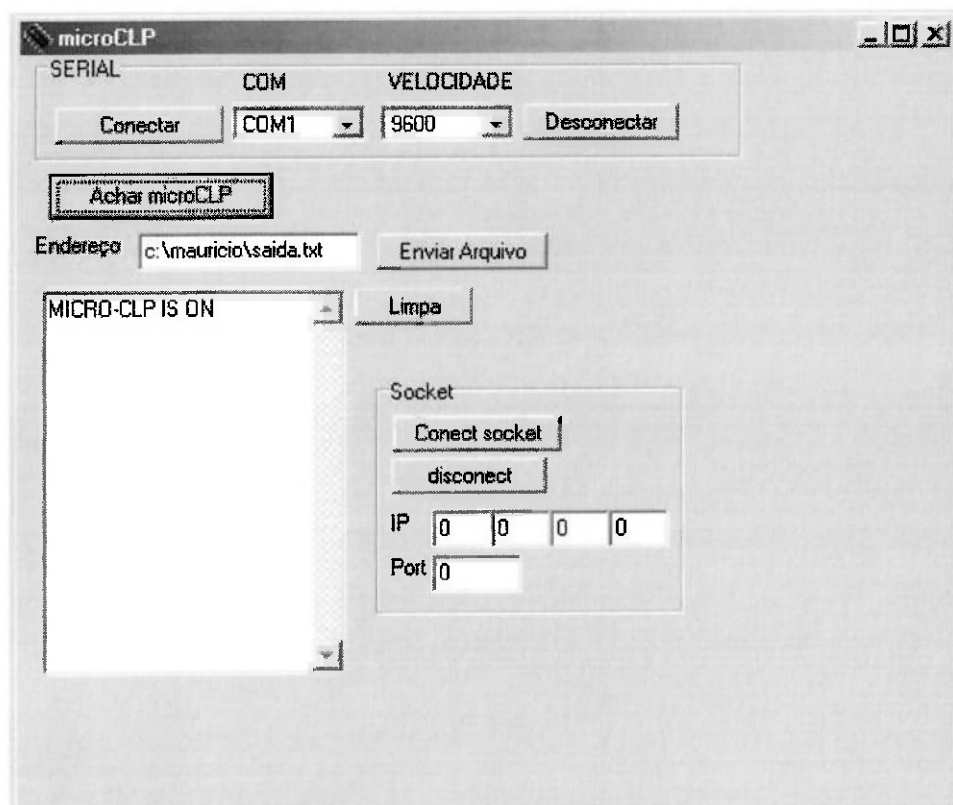 microCLP
SERIAL
COM VELOCIDADE
Conectar COM1 9600 Desconectar
Achar microCLP
Endereço c:\mauricio\saida.txt Enviar Arquivo
MICRO-CLP IS ON
Limpa
Socket
Conect socket
disconect
IP 0 0 0 0
Port 0